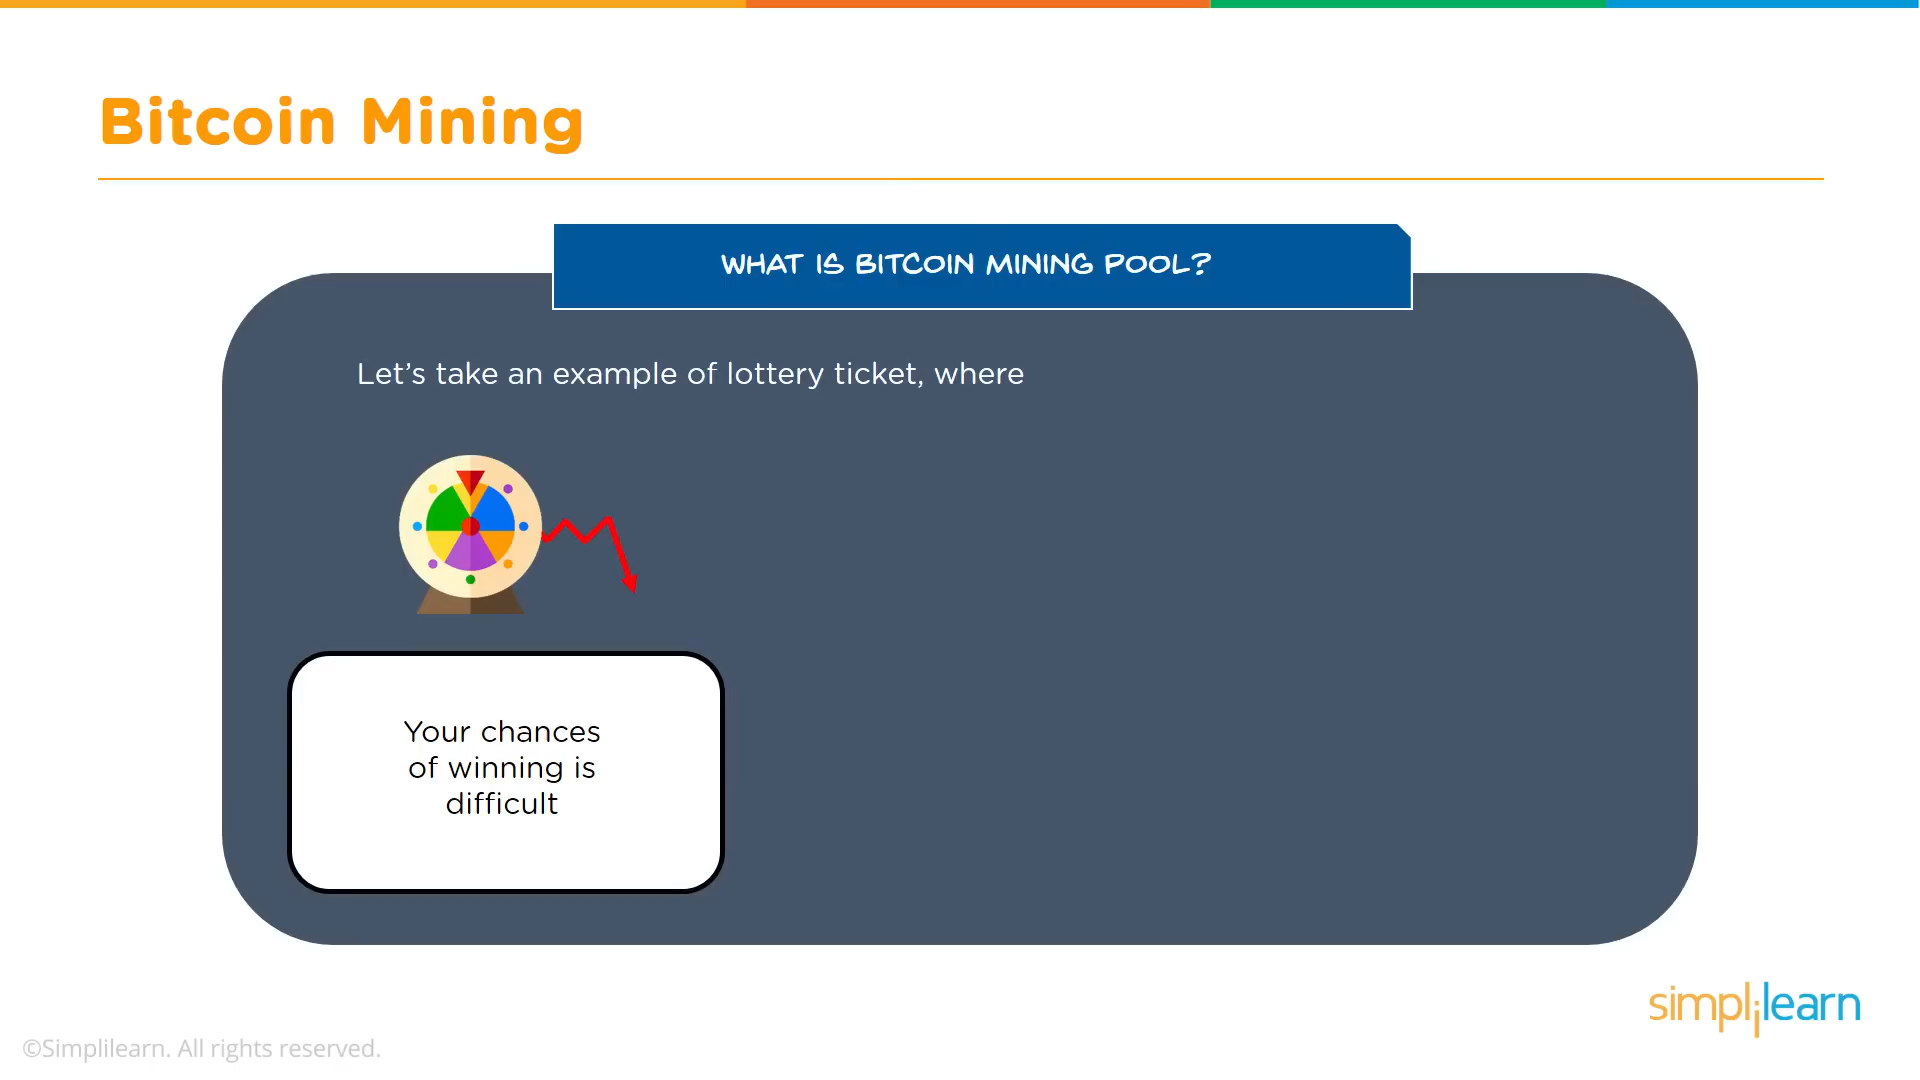 Bitcoin Mining
WHAT IS BITCOIN MINING POOL?
Let's take an example of lottery ticket, where
Your chances
of winning is
difficult
simplilearn
©Simplilearn. All rights reserved.